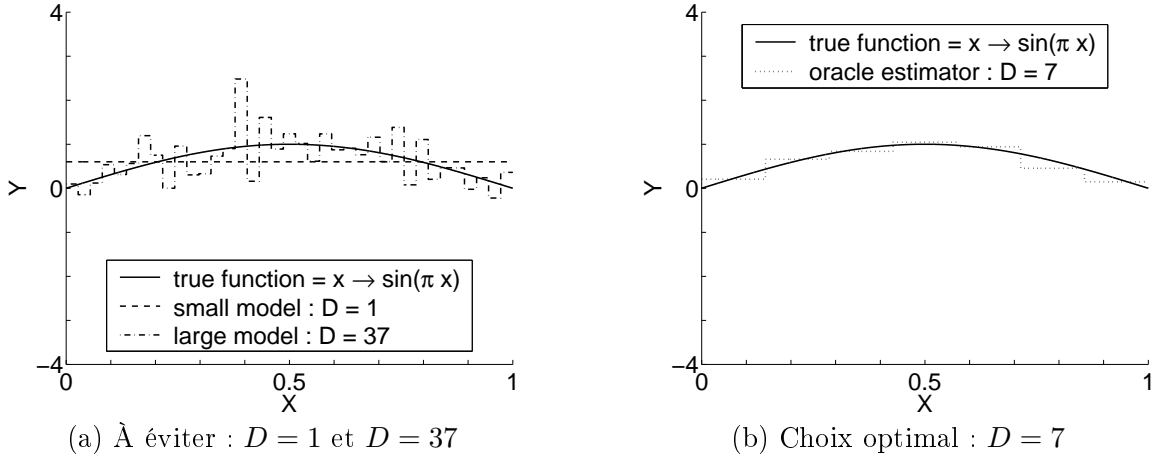 4
0
−4
Y
0
0.5
1
X
true function = x → sin(π x)
small model : D = 1
large model : D = 37
(a) À éviter : D = 1 et D = 37
4
0
−4
Y
0
0.5
1
X
true function = x → sin(π x)
oracle estimator : D = 7
(b) Choix optimal : D = 7